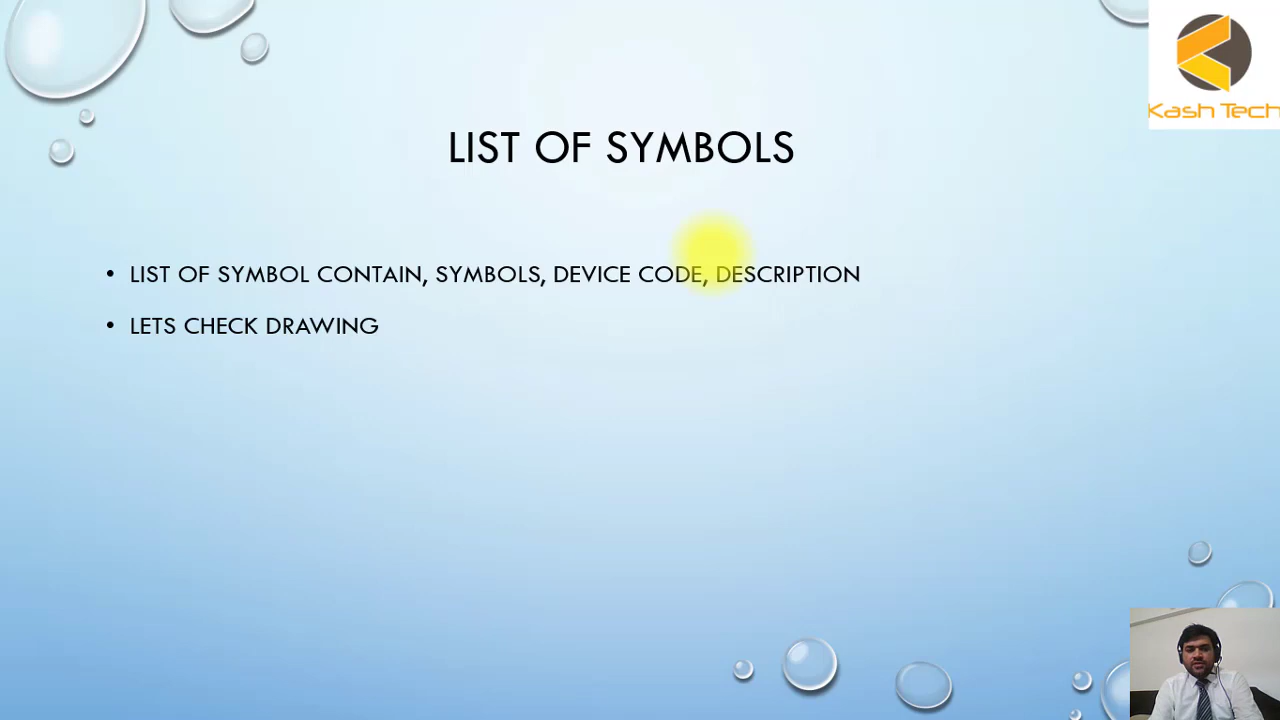 Kash Tech
LIST OF SYMBOLS
• LIST OF SYMBOL CONTAIN, SYMBOLS, DEVICE CODE, DESCRIPTION
• LETS CHECK DRAWING